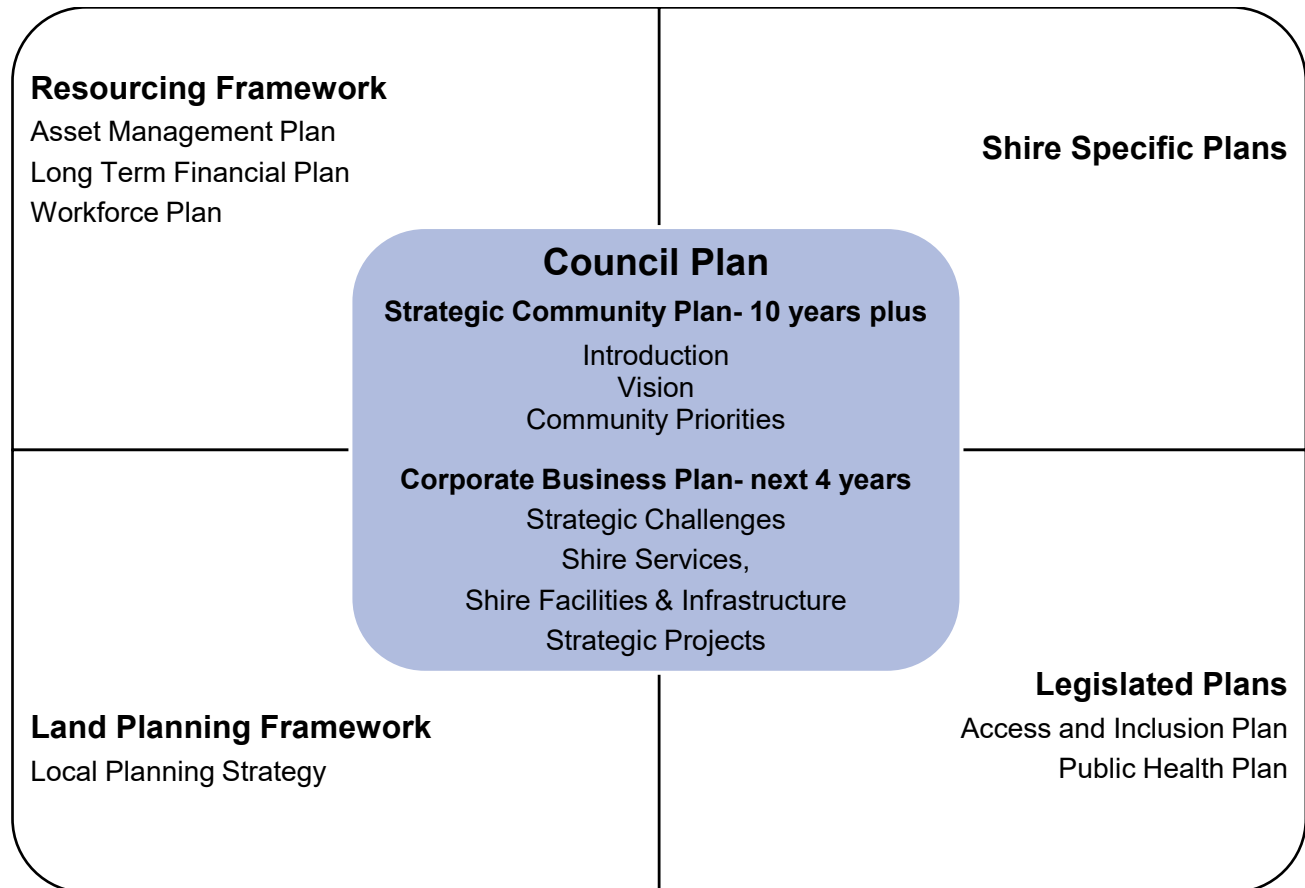 Resourcing Framework
Asset Management Plan
Long Term Financial Plan
Workforce Plan
Shire Specific Plans
Council Plan
Strategic Community Plan- 10 years plus
Introduction
Vision
Community Priorities
Corporate Business Plan- next 4 years
Strategic Challenges
Shire Services,
Shire Facilities & Infrastructure
Strategic Projects
Land Planning Framework
Local Planning Strategy
Legislated Plans
Access and Inclusion Plan
Public Health Plan